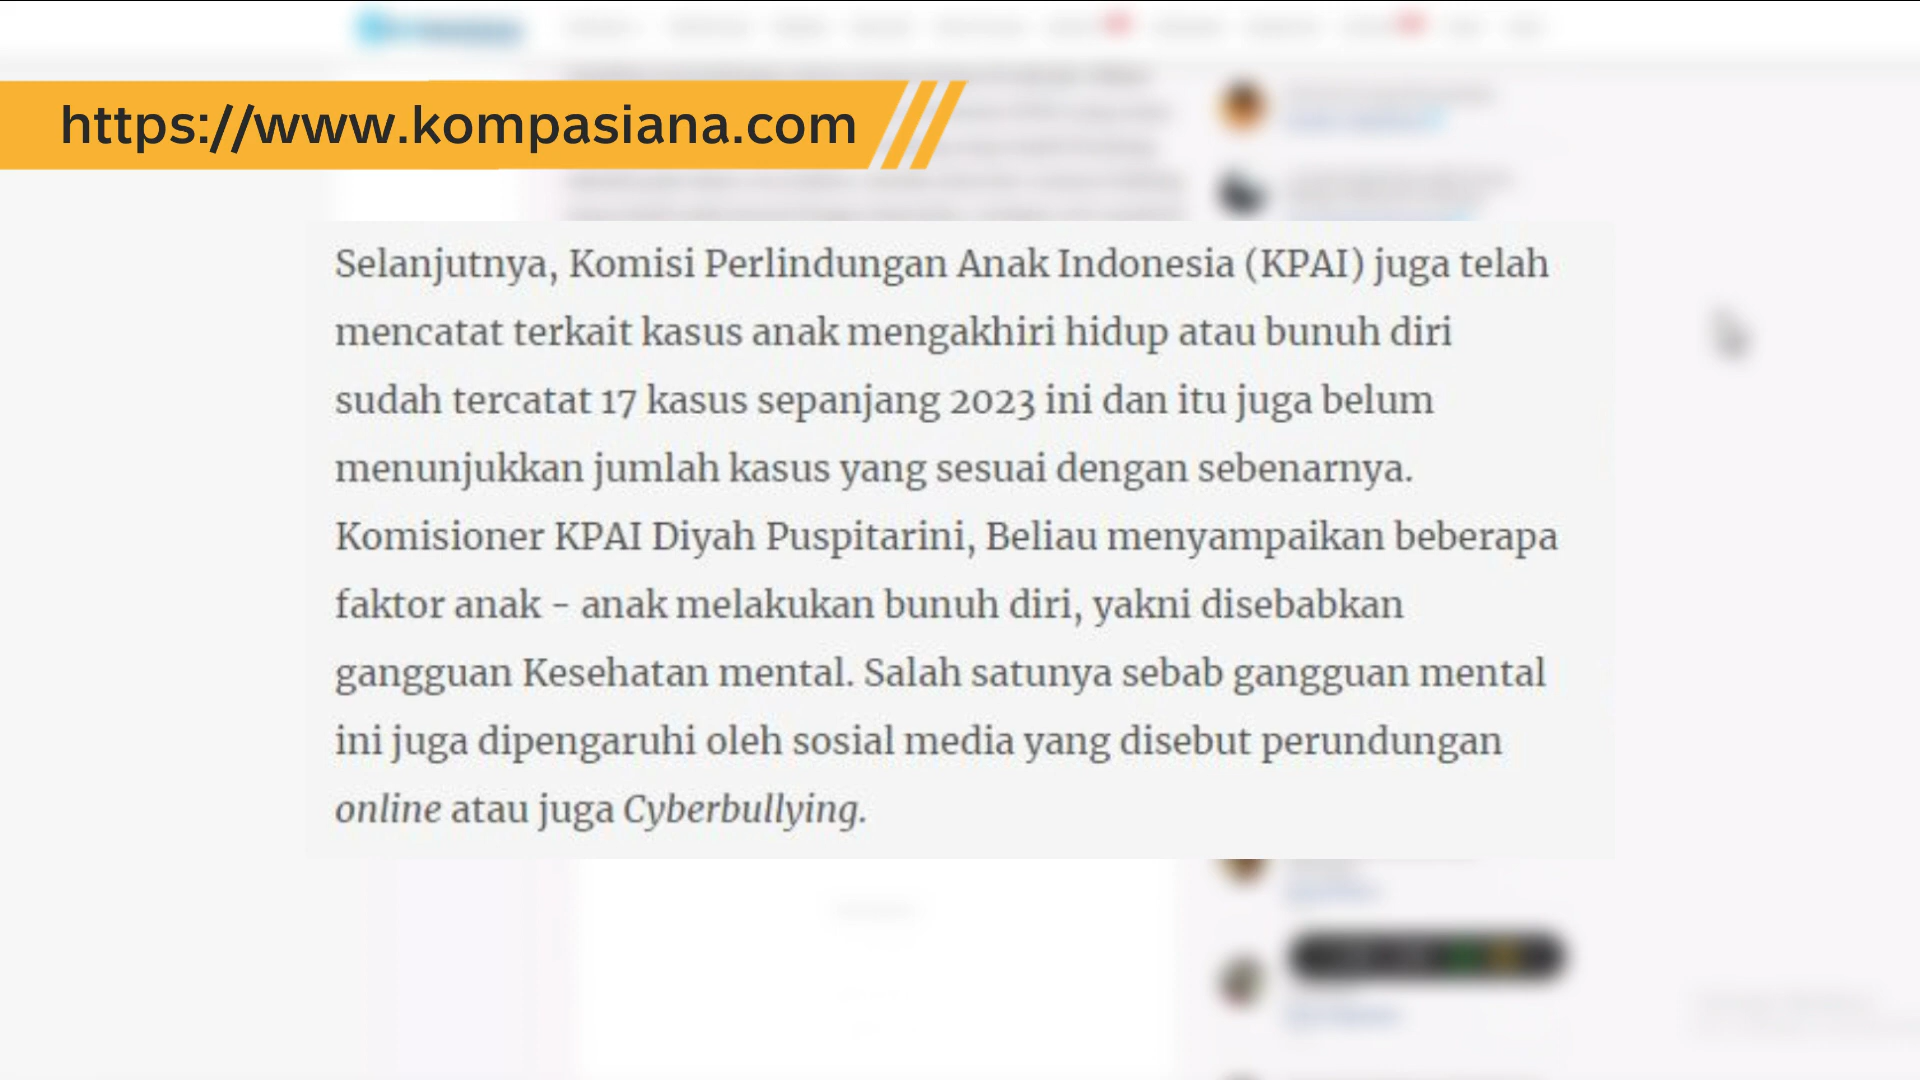 https://www.kompasiana.com
Selanjutnya, Komisi Perlindungan Anak Indonesia (KPAI) juga telah
mencatat terkait kasus anak mengakhiri hidup atau bunuh diri
sudah tercatat 17 kasus sepanjang 2023 ini dan itu juga belum
menunjukkan jumlah kasus yang sesuai dengan sebenarnya.
Komisioner KPAI Diyah Puspitarini, Beliau menyampaikan beberapa
faktor anak - anak melakukan bunuh diri, yakni disebabkan
gangguan Kesehatan mental. Salah satunya sebab gangguan mental
ini juga dipengaruhi oleh sosial media yang disebut perundungan
online atau juga Cyberbullying.